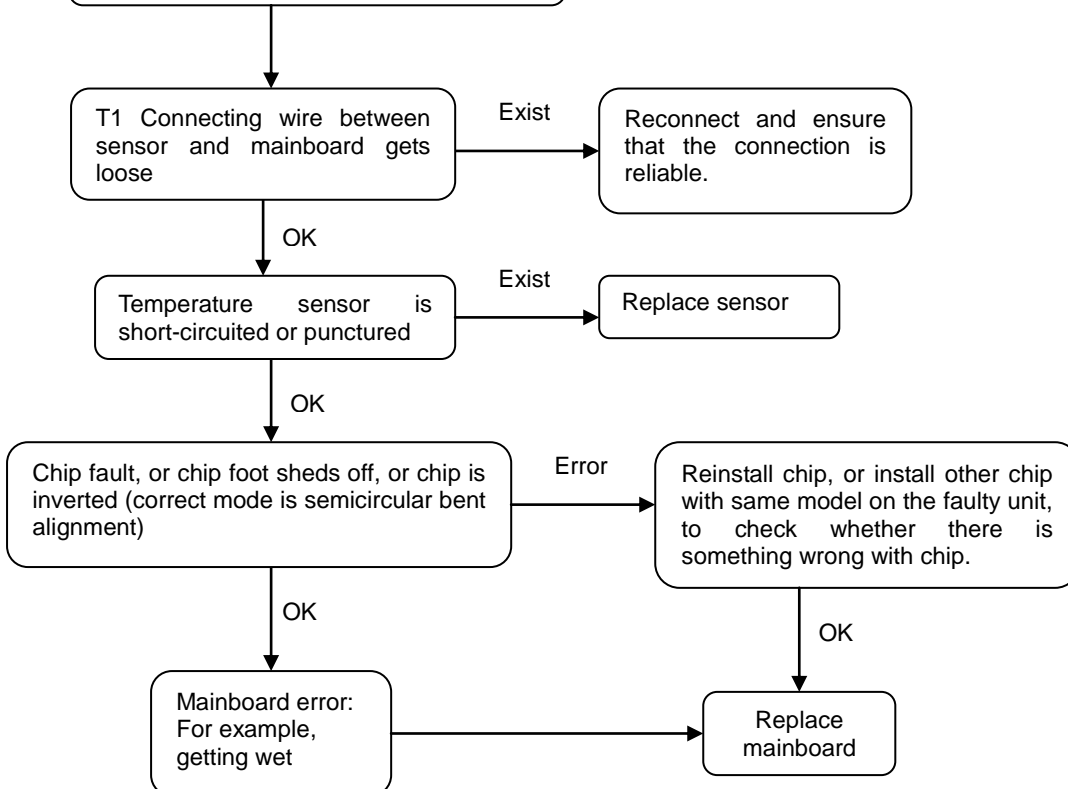 T1 Connecting wire between
sensor and mainboard gets
loose
Exist
Reconnect and ensure
that the connection is
reliable.
OK
Temperature sensor is
short-circuited or punctured
Exist
Replace sensor
OK
Chip fault, or chip foot sheds off, or chip is
inverted (correct mode is semicircular bent
alignment)
Error
Reinstall chip, or install other chip
with same model on the faulty unit,
to check whether there is
something wrong with chip.
OK
OK
Mainboard error:
For example,
getting wet
Replace
mainboard